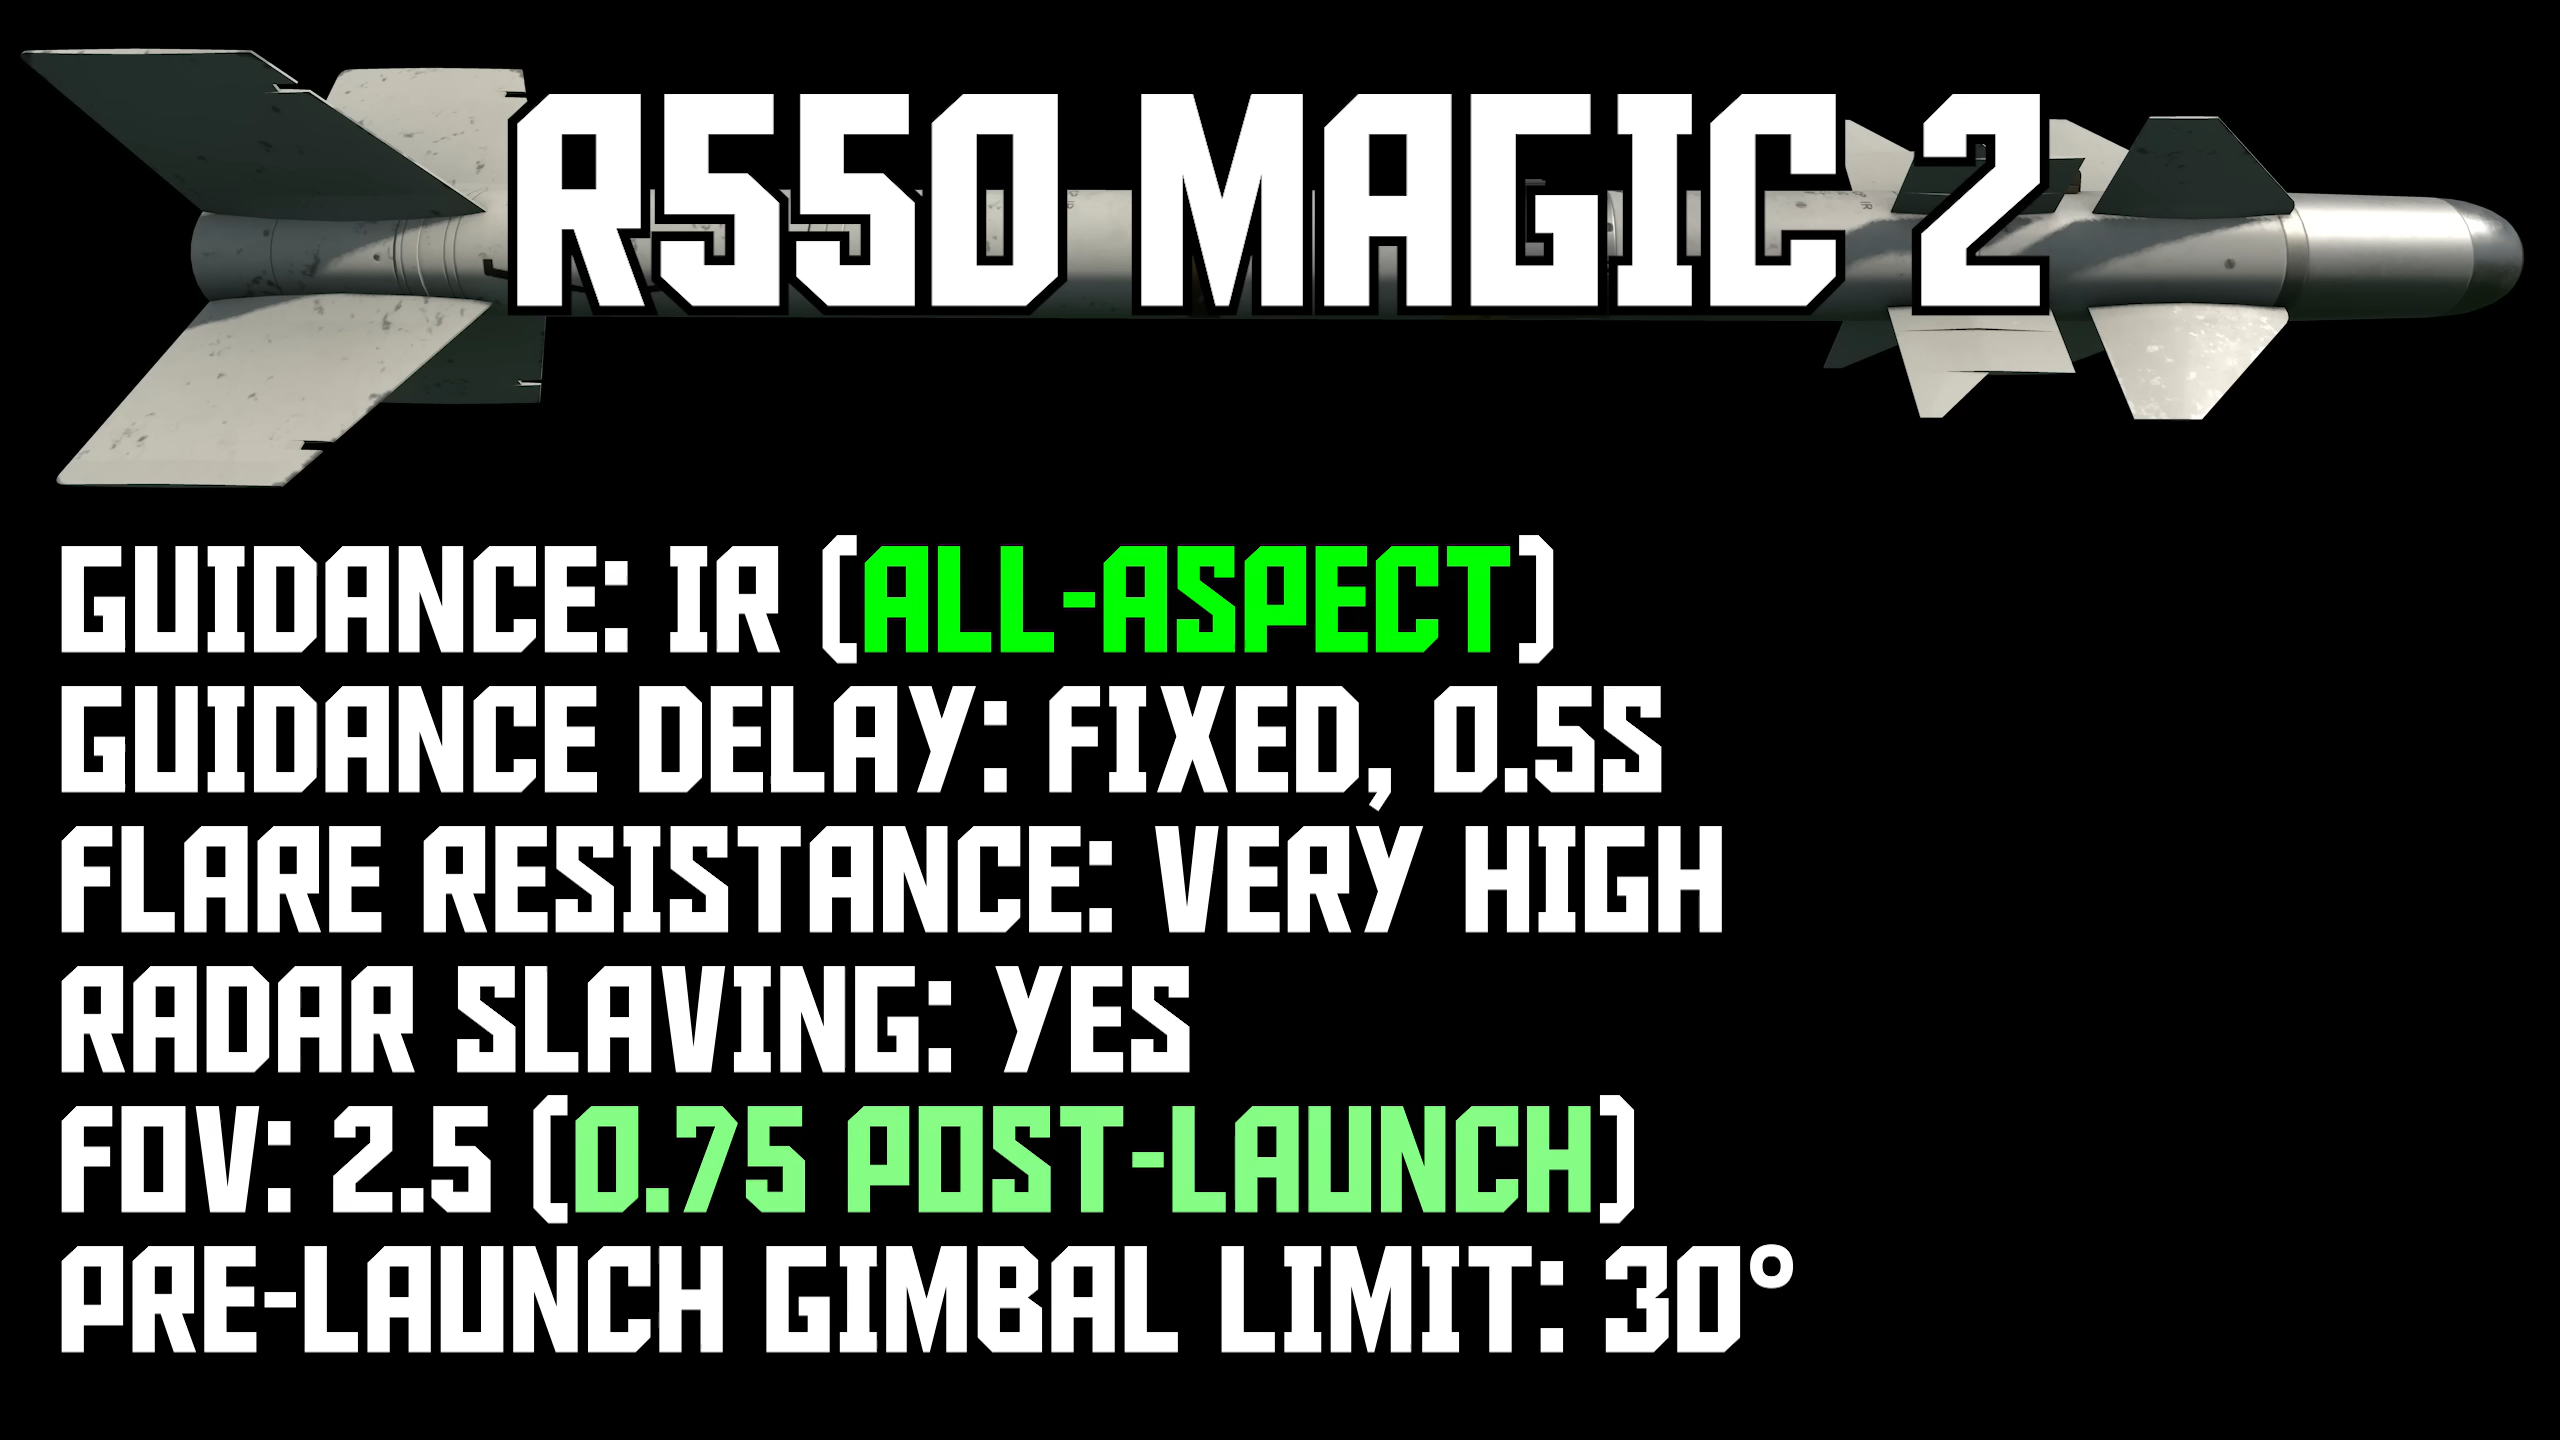 R550 MAGIC 2
GUIDANCE: IR (ALL-ASPECT)
GUIDANCE DELAY: FIXED, 0.5S
FLARE RESISTANCE: VERY HIGH
RADAR SLAVING: YES
FOV: 2.5 (0.75 POST-LAUNCH)
PRE-LAUNCH GIMBAL LIMIT: 30°